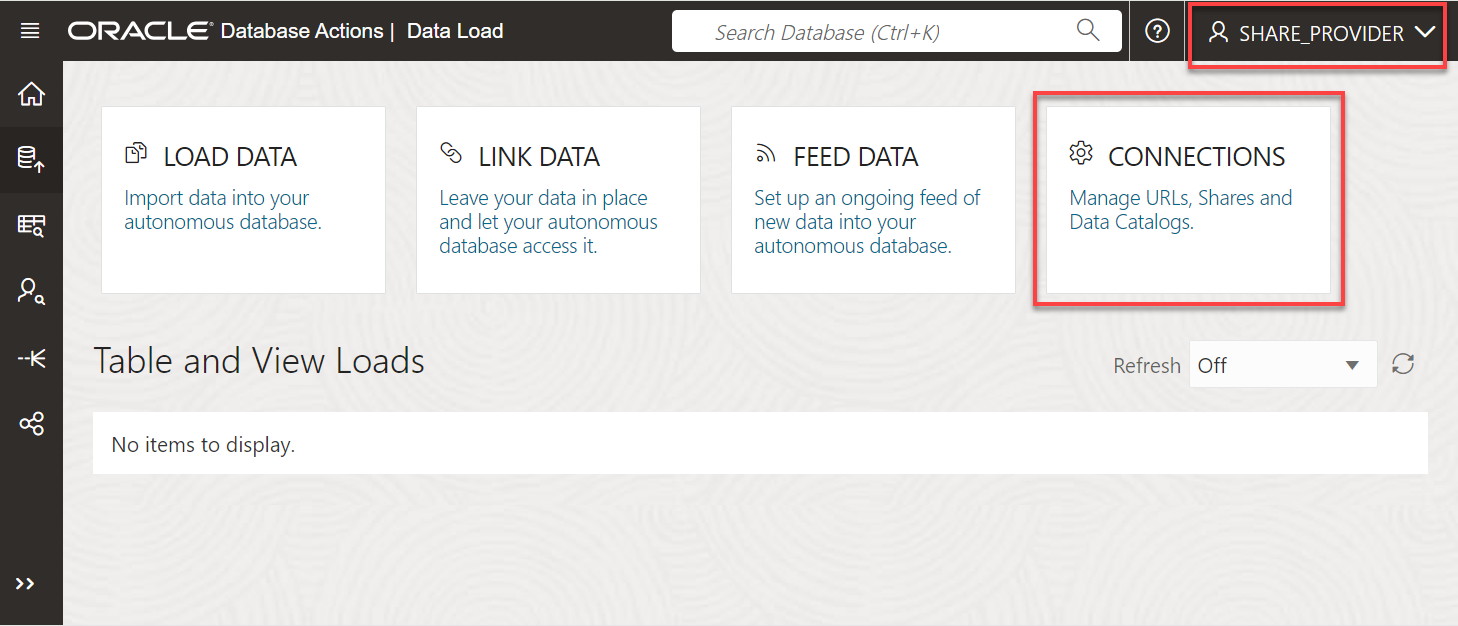 ORACLE® Database Actions | Data Load
Search Database (Ctrl+K)
SHARE_PROVIDER
LOAD DATA
Import data into your
autonomous database.
LINK DATA
Leave your data in place
and let your autonomous
database access it.
FEED DATA
Set up an ongoing feed of
new data into your
autonomous database.
CONNECTIONS
Manage URLs, Shares and
Data Catalogs.
Table and View Loads
Refresh
Off
No items to display.